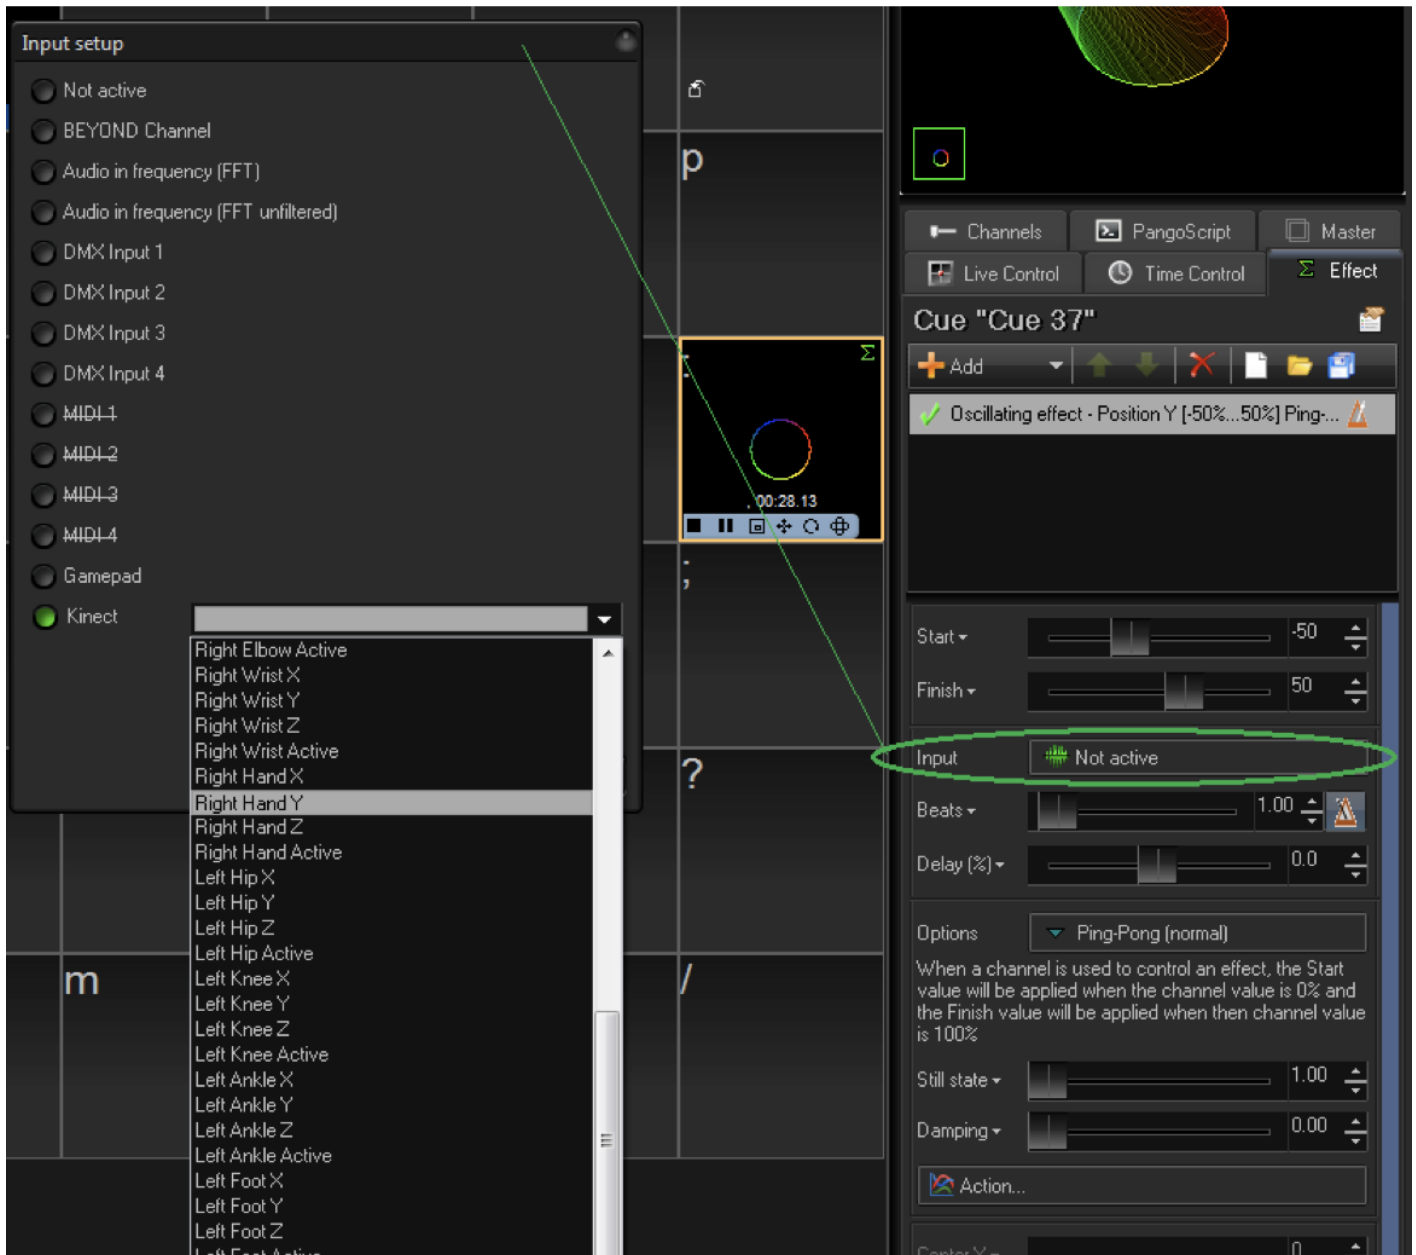 Input setup
Not active
BEYOND Channel
Audio in frequency (FFT)
Audio in frequency (FFT unfiltered)
DMX Input 1
DMX Input 2
DMX Input 3
DMX Input 4
MIDI 1
MIDI 2
MIDI 3
MIDI 4
Gamepad
Kinect
Right Elbow Active
Right Wrist X
Right Wrist Y
Right Wrist Z
Right Wrist Active
Right Hand X
Right Hand Y
Right Hand Z
Right Hand Active
Left Hip X
Left Hip Y
Left Hip Z
Left Hip Active
Left Knee X
Left Knee Y
Left Knee Z
Left Knee Active
Left Ankle X
Left Ankle Y
Left Ankle Z
Left Ankle Active
Left Foot X
Left Foot Y
Left Foot Z
Left Foot Active
m
p
Σ
, 00:28.13
;
?
/
Channels
PangoScript
Master
Live Control
Time Control
Σ Effect
Cue "Cue 37"
Add
Oscillating effect - Position Y [-50%...50%] Ping-...
Start -50
Finish 50
Input Not active
Beats 1.00
Delay (%) 0.0
Options Ping-Pong (normal)
When a channel is used to control an effect, the Start
value will be applied when the channel value is 0% and
the Finish value will be applied when then channel value
is 100%
Still state 1.00
Damping 0.00
Action...
Center Y 0